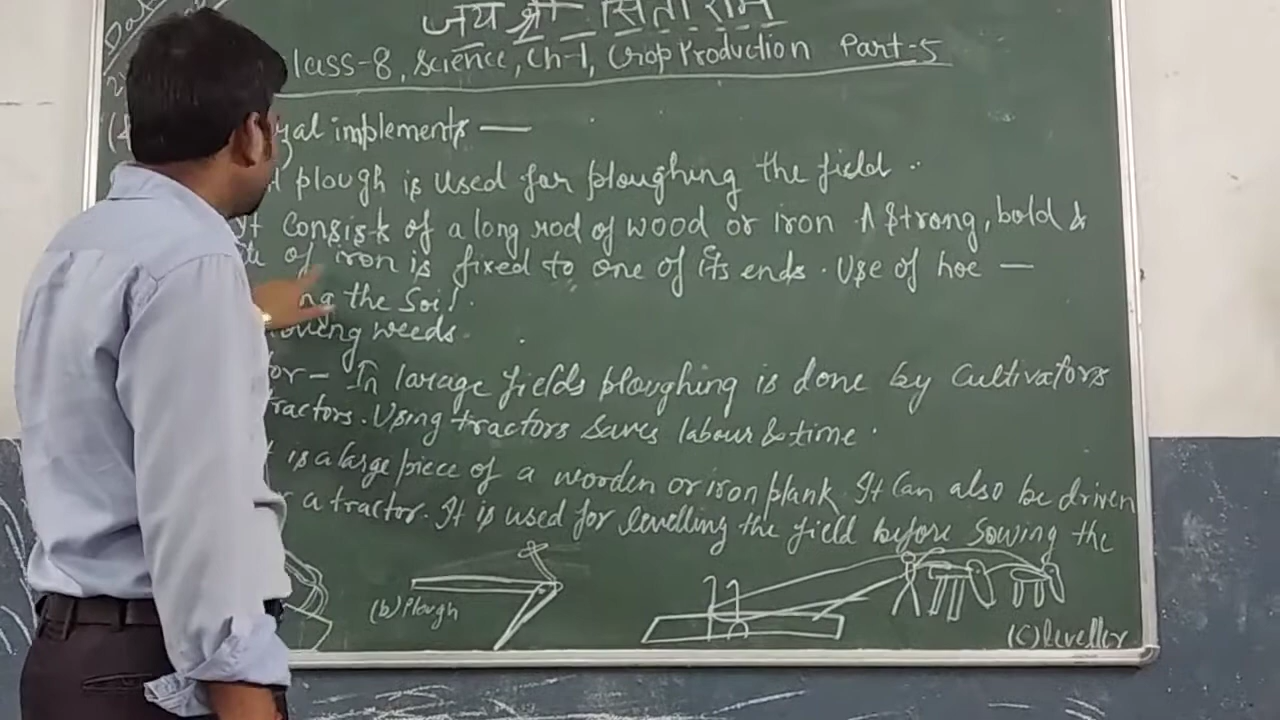 जय श्री सिता राम
Date
lass-8, Science, Ch-1, Crop Production Part-5
implements —
plough is used for ploughing the field.
consists of a long rod of wood or iron A strong, bold &
of iron is fixed to one of its ends. Use of hoe —
the Soil.
weeds.
or - In larage fields ploughing is done by cultivators
tractors. Using tractors saves labour & time.
is a large piece of a wooden or iron plank It can also be driven
a tractor. It is used for levelling the field before sowing the
(b) Plough
(c) leveller